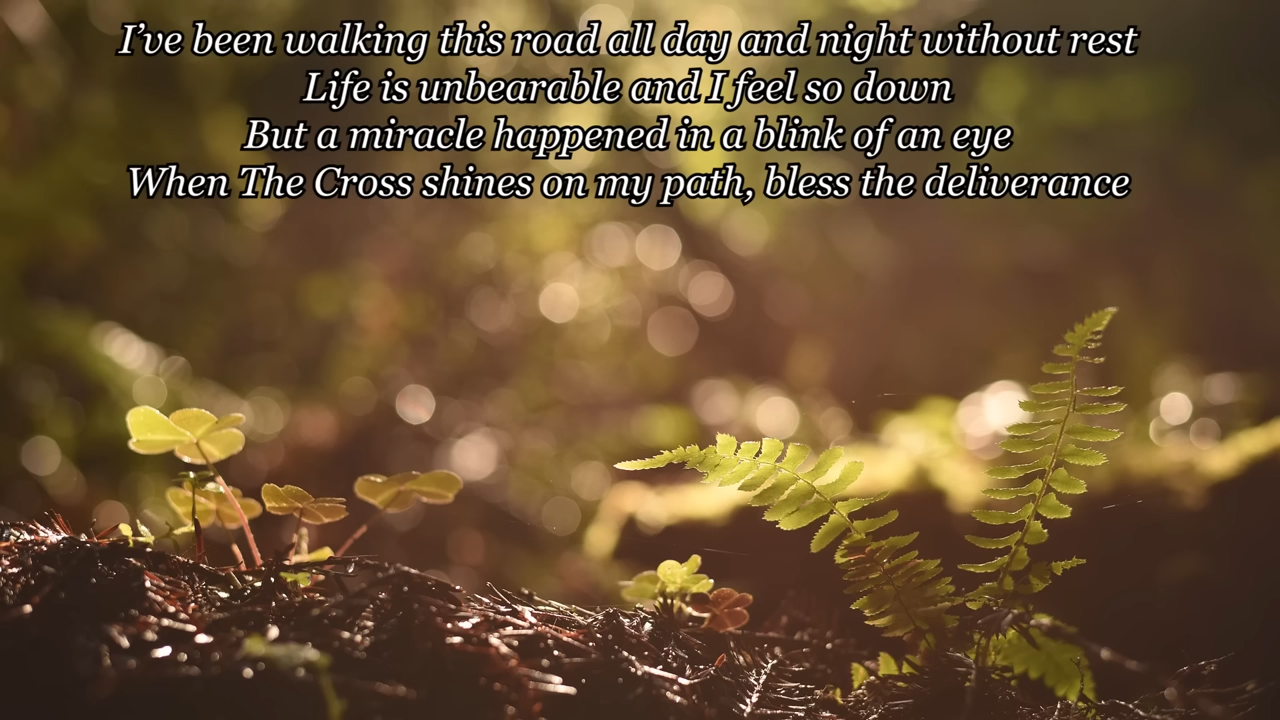 I’ve been walking this road all day and night without rest
Life is unbearable and I feel so down
But a miracle happened in a blink of an eye
When The Cross shines on my path, bless the deliverance